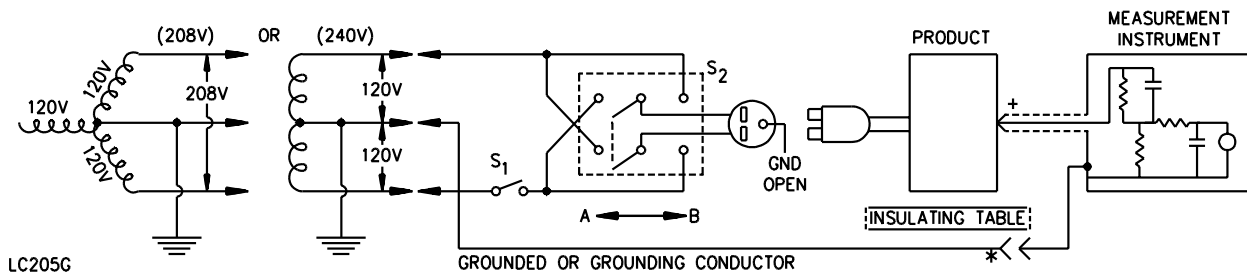 MEASUREMENT
INSTRUMENT
(208V) OR (240V)
PRODUCT
S2
120V
120V
208V
120V
+
120V
120V
S1
GND
OPEN
A B
INSULATING TABLE
*
GROUNDED OR GROUNDING CONDUCTOR
LC205G